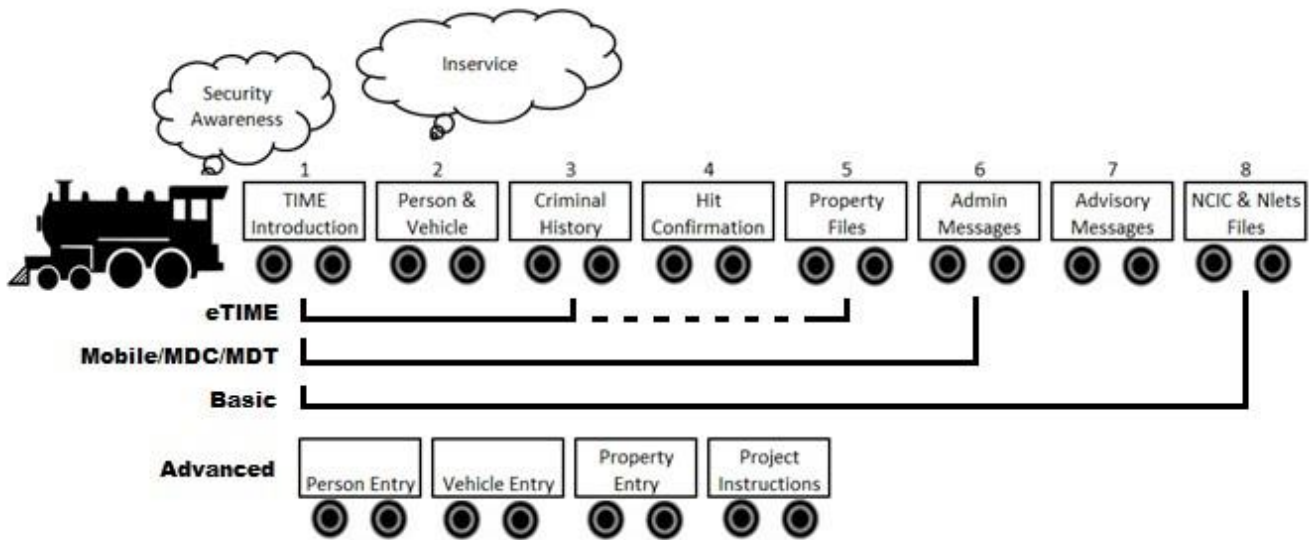 Security
Awareness
Inservice
1 2 3 4 5 6 7 8
TIME
Introduction
Person &
Vehicle
Criminal
History
Hit
Confirmation
Property
Files
Admin
Messages
Advisory
Messages
NCIC & Nlets
Files
eTIME
Mobile/MDC/MDT
Basic
Advanced
Person Entry
Vehicle Entry
Property
Entry
Project
Instructions